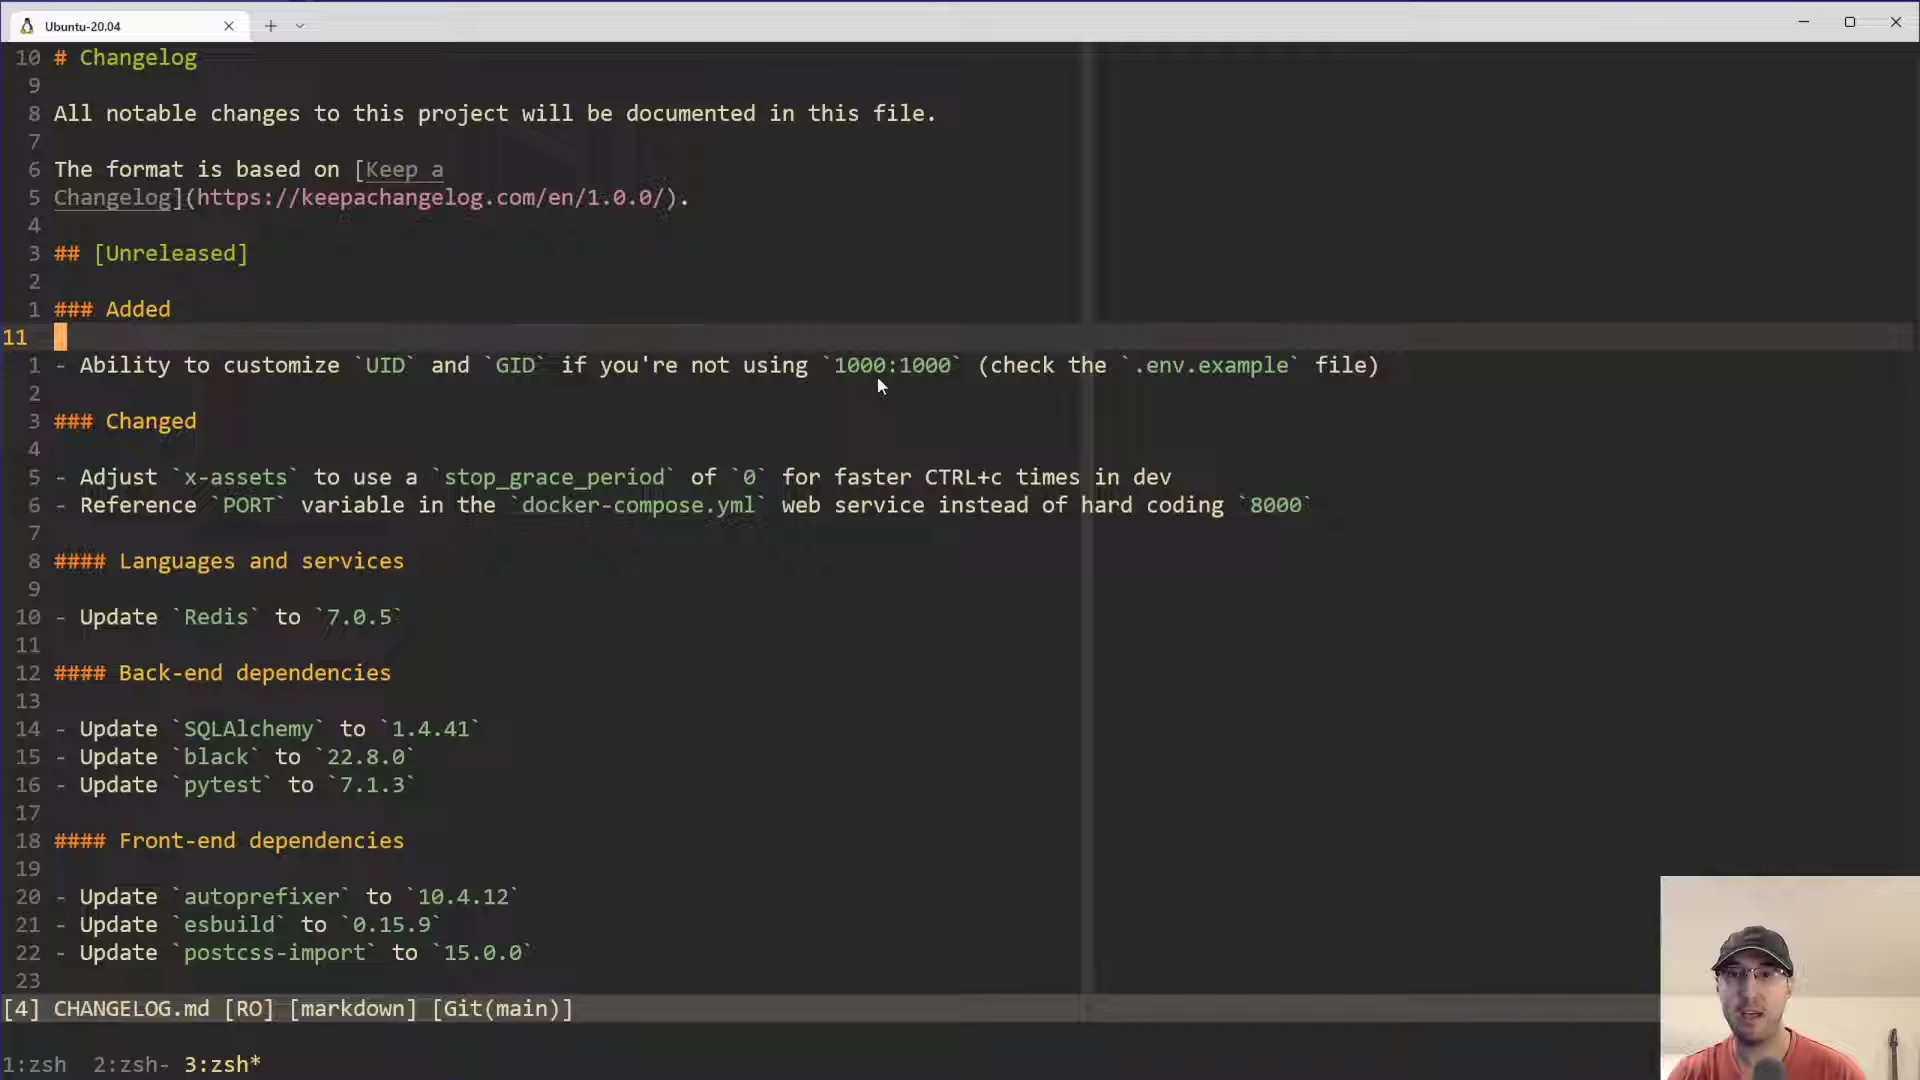 Ubuntu-20.04
10 # Changelog
9
8 All notable changes to this project will be documented in this file.
7
6 The format is based on [Keep a
5 Changelog](https://keepachangelog.com/en/1.0.0/).
4
3 ## [Unreleased]
2
1 ### Added
11
1 - Ability to customize `UID` and `GID` if you're not using `1000:1000` (check the `.env.example` file)
2
3 ### Changed
4
5 - Adjust `x-assets` to use a `stop_grace_period` of `0` for faster CTRL+c times in dev
6 - Reference `PORT` variable in the `docker-compose.yml` web service instead of hard coding `8000`
7
8 #### Languages and services
9
10 - Update `Redis` to `7.0.5`
11
12 #### Back-end dependencies
13
14 - Update `SQLAlchemy` to `1.4.41`
15 - Update `black` to `22.8.0`
16 - Update `pytest` to `7.1.3`
17
18 #### Front-end dependencies
19
20 - Update `autoprefixer` to `10.4.12`
21 - Update `esbuild` to `0.15.9`
22 - Update `postcss-import` to `15.0.0`
23
[4] CHANGELOG.md [RO] [markdown] [Git(main)]
1:zsh 2:zsh- 3:zsh*